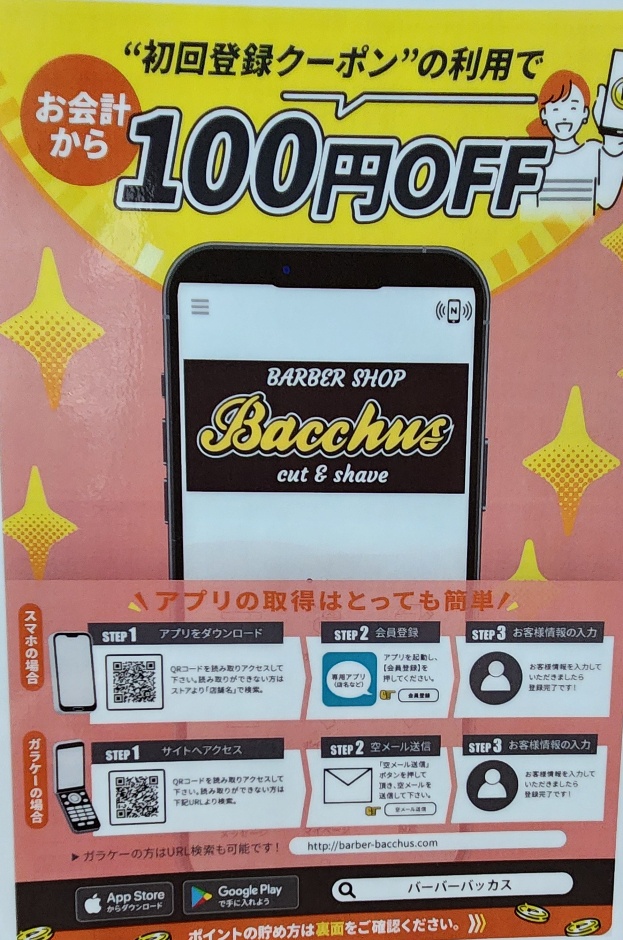 “初回登録クーポン”の利用で
お会計
から
100円OFF
N
BARBER SHOP
Bacchus
cut & shave
アプリの取得はとっても簡単
スマホの場合
STEP1 アプリをダウンロード
QRコードを読み取りアクセスして
下さい。読み取りができない方は
ストアより「店舗名」で検索。
STEP2 会員登録
専用アプリ
(店名など)
アプリを起動し、
【会員登録】を
押してください。
会員登録
STEP3 お客様情報の入力
お客様情報を入力して
いただきましたら
登録完了です!
ガラケーの場合
STEP1 サイトへアクセス
QRコードを読み取りアクセスして
下さい。読み取りができない方は
下記URLより検索。
STEP2 空メール送信
「空メール送信」
ボタンを押して
頂き、空メールを
送信して下さい。
空メール送信
STEP3 お客様情報の入力
お客様情報を入力して
いただきましたら
登録完了です!
▶ガラケーの方はURL検索も可能です!
http://barber-bacchus.com
App Store
からダウンロード
Google Play
で手に入れよう
バーバーバッカス
ポイントの貯め方は裏面をご確認ください。